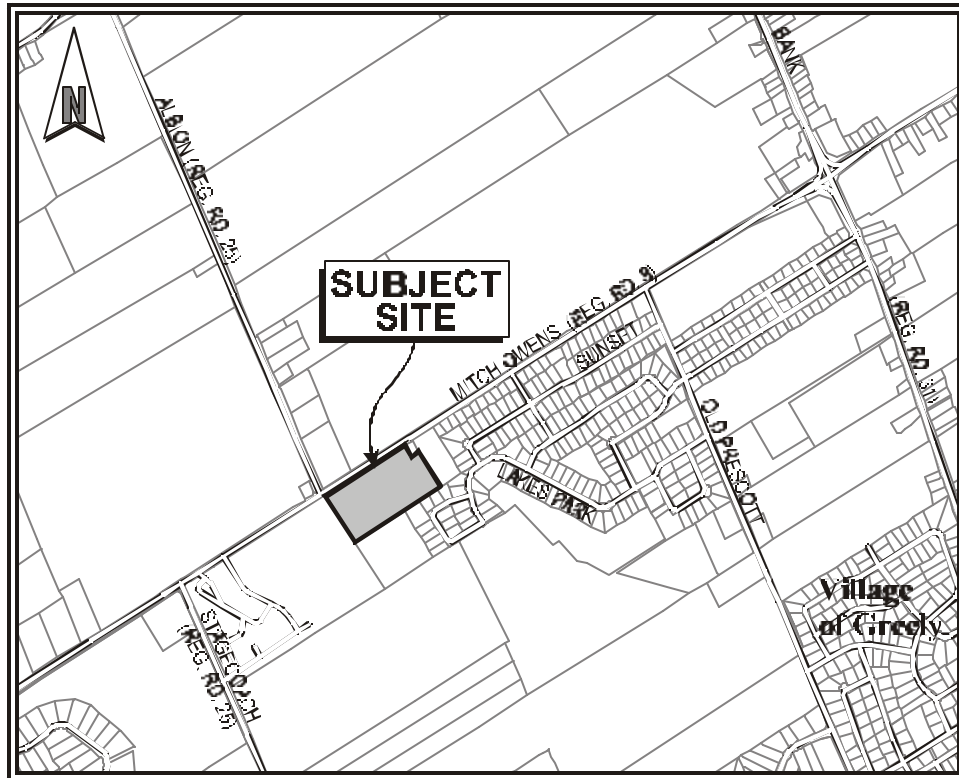 N
BANK
ALBION (REG. RD. 25)
SUBJECT
SITE
MITCH OWENS (REG. RD. 8)
SUNSET
(REG. RD. 31)
LAKES PARK
OLD PRESCOTT
Village
of Greely
STAGECOACH
(REG. RD. 25)